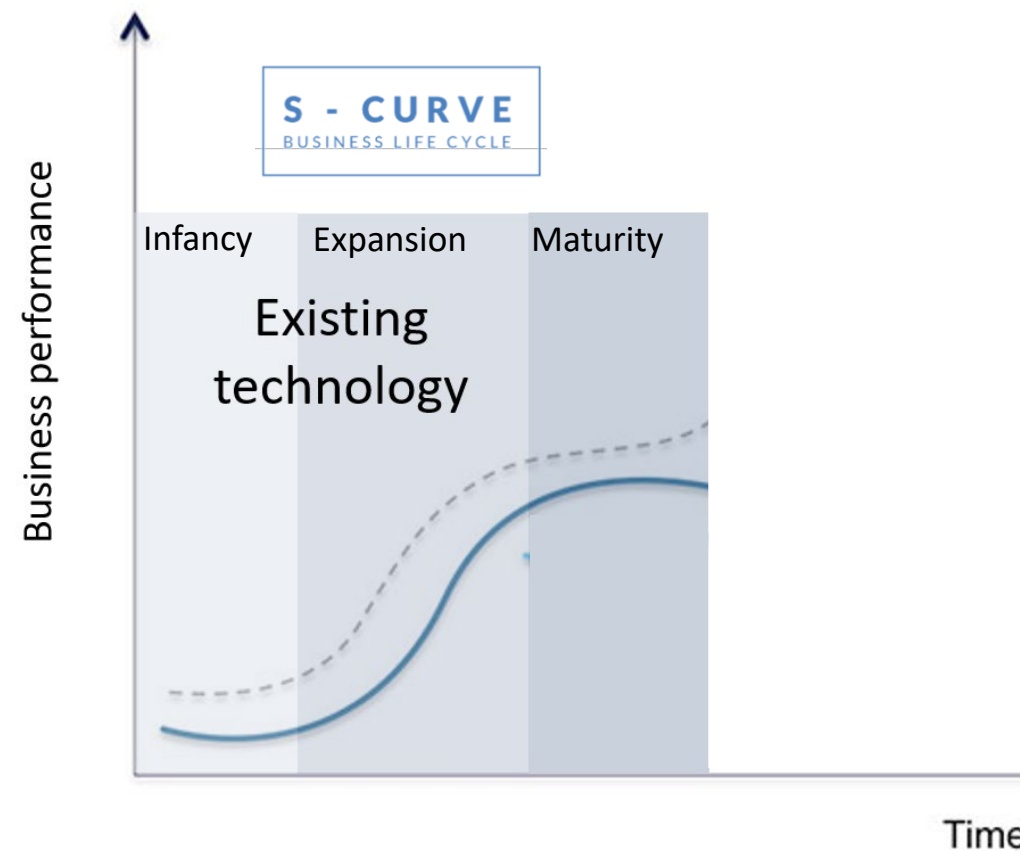 S - CURVE
BUSINESS LIFE CYCLE
Business performance
Infancy
Expansion
Maturity
Existing
technology
Time